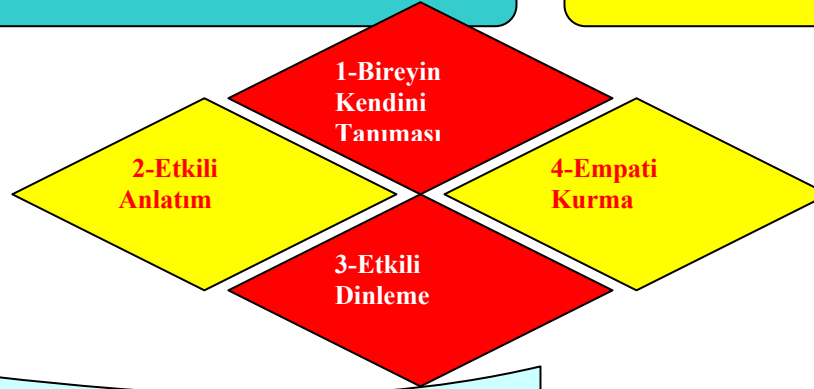 1-Bireyin
Kendini
Tanıması
2-Etkili
Anlatım
4-Empati
Kurma
3-Etkili
Dinleme